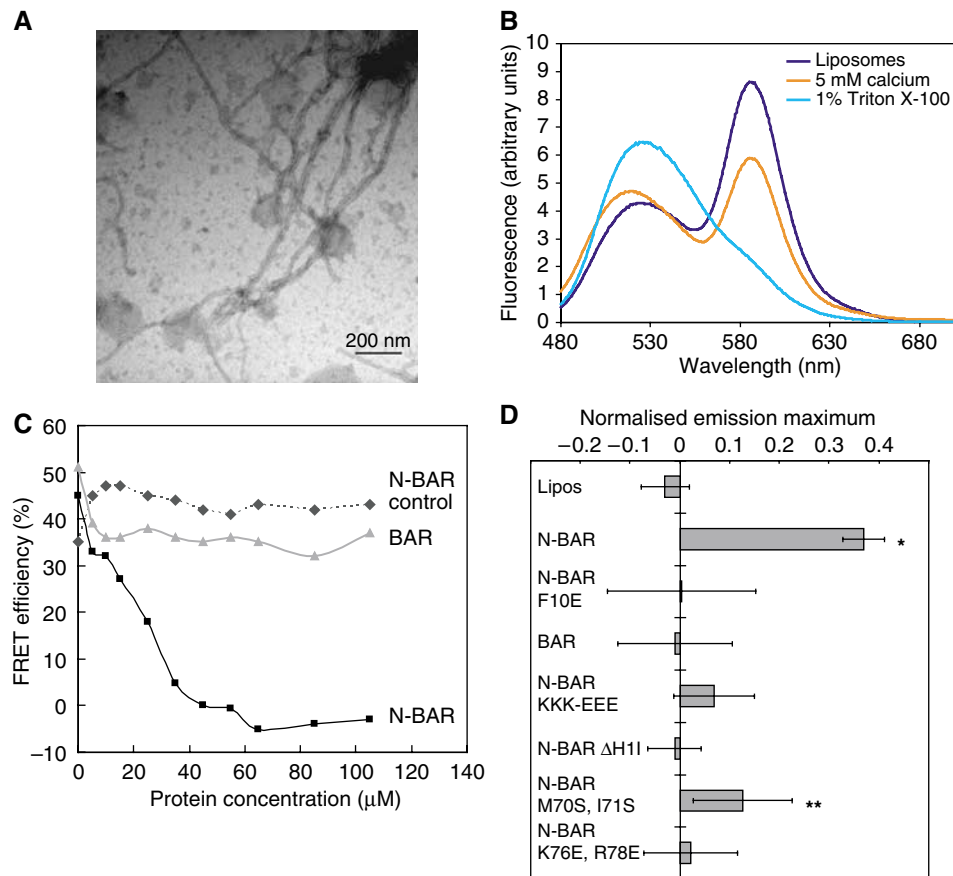 A
200 nm
B
Fluorescence (arbitrary units)
10
9
8
7
6
5
4
3
2
1
0
480
530
580
630
680
Wavelength (nm)
Liposomes
5 mM calcium
1% Triton X-100
C
FRET efficiency (%)
60
50
40
30
20
10
0
−10
0
20
40
60
80
100
120
140
Protein concentration (μM)
N-BAR
control
BAR
N-BAR
D
Normalised emission maximum
−0.2
−0.1
0
0.1
0.2
0.3
0.4
Lipos
N-BAR
*
N-BAR
F10E
BAR
N-BAR
KKK-EEE
N-BAR ΔH1I
N-BAR
M70S, I71S
**
N-BAR
K76E, R78E